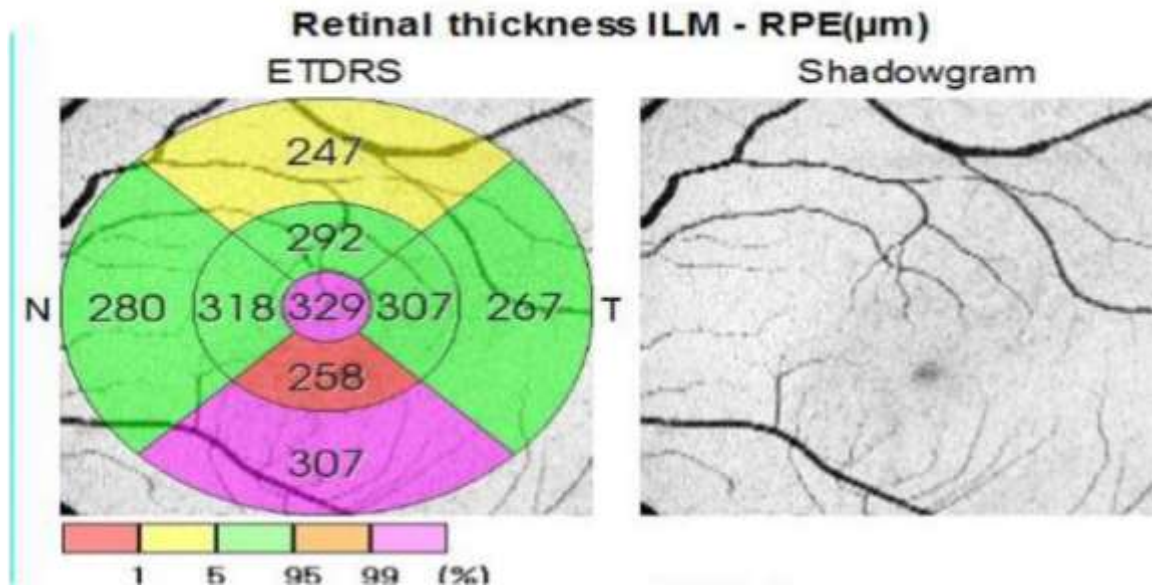 Retinal thickness ILM - RPE(µm)
ETDRS Shadowgram
247
292
N 280 318 329 307 267 T
258
307
1 5 95 99 (%)